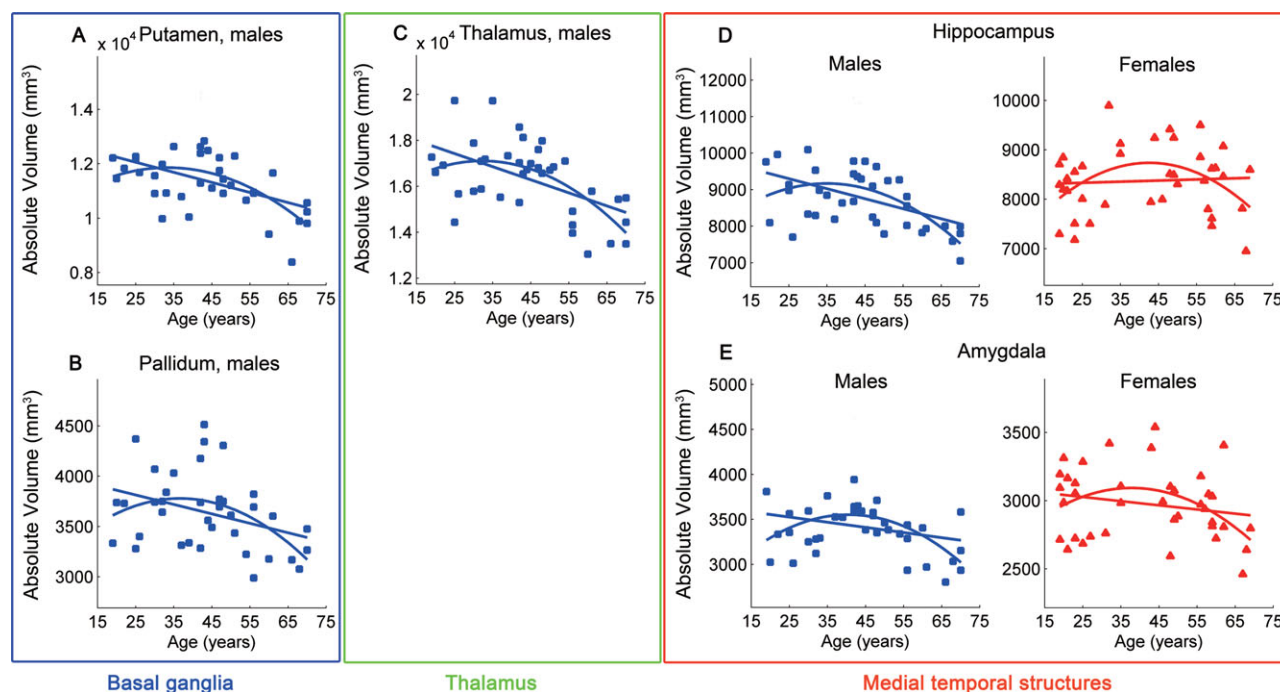 A
x 10⁴ Putamen, males
Absolute Volume (mm³)
1.4
1.2
1.0
0.8
15 25 35 45 55 65 75
Age (years)
B
Pallidum, males
Absolute Volume (mm³)
4500
4000
3500
3000
15 25 35 45 55 65 75
Age (years)
Basal ganglia
C
x 10⁴ Thalamus, males
Absolute Volume (mm³)
2
1.8
1.6
1.4
1.2
15 25 35 45 55 65 75
Age (years)
Thalamus
D
Hippocampus
Males
Absolute Volume (mm³)
12000
11000
10000
9000
8000
7000
15 25 35 45 55 65 75
Age (years)
Females
10000
9000
8000
7000
15 25 35 45 55 65 75
Age (years)
E
Amygdala
Males
Absolute Volume (mm³)
5000
4500
4000
3500
3000
15 25 35 45 55 65 75
Age (years)
Females
3500
3000
2500
15 25 35 45 55 65 75
Age (years)
Medial temporal structures